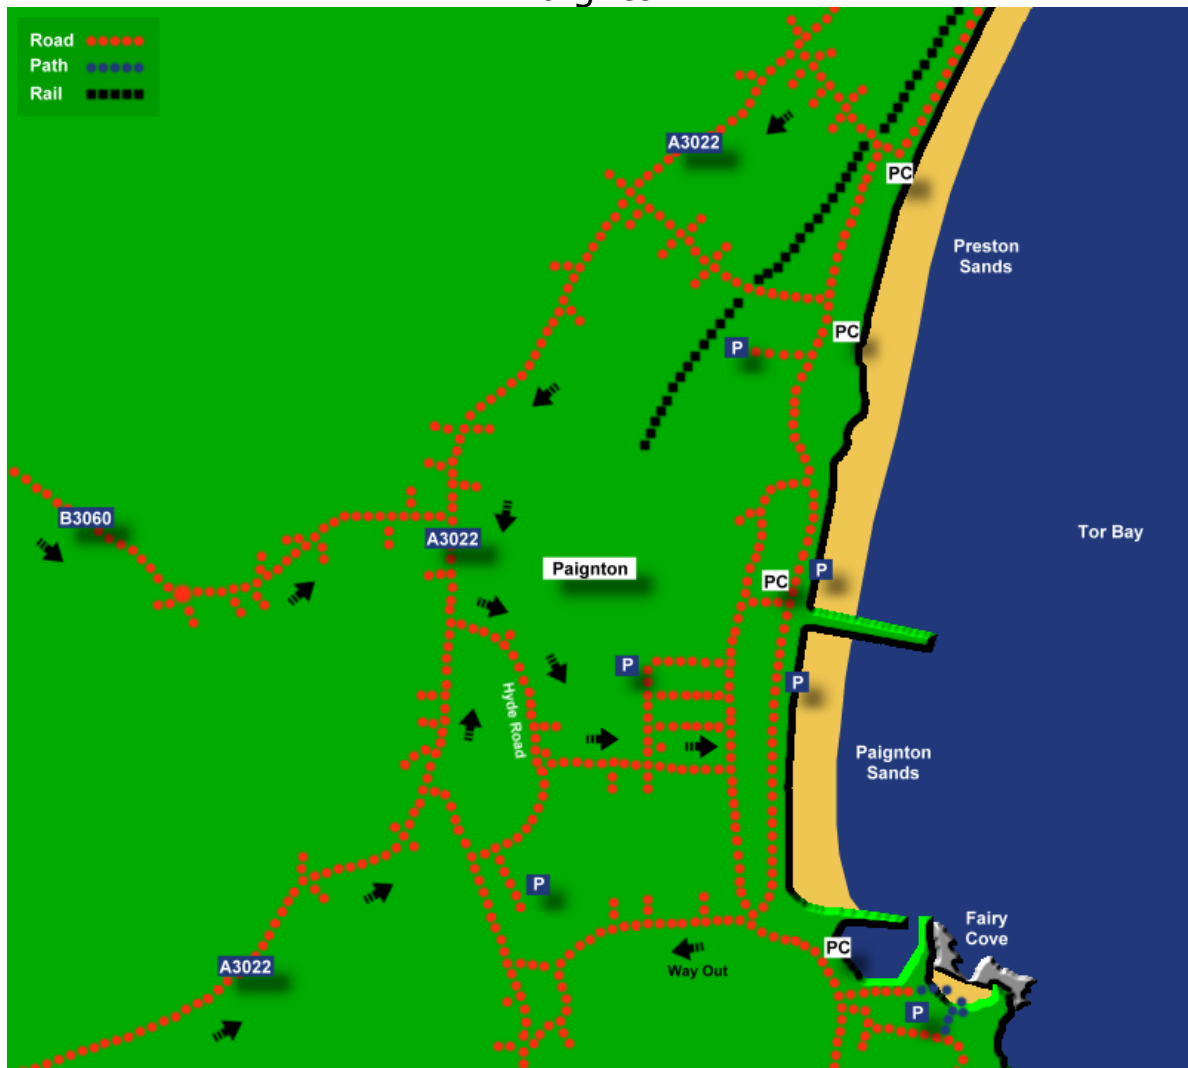 Road
Path
Rail
A3022
PC
Preston
Sands
PC
P
B3060
A3022
Tor Bay
Paignton
PC
P
P
P
Hyde Road
Paignton
Sands
P
Fairy
Cove
PC
A3022
Way Out
P